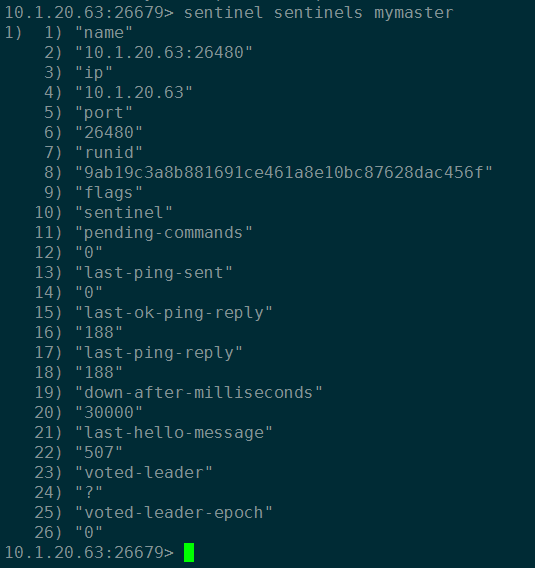 10.1.20.63:26679> sentinel sentinels mymaster
1)  1) "name"
    2) "10.1.20.63:26480"
    3) "ip"
    4) "10.1.20.63"
    5) "port"
    6) "26480"
    7) "runid"
    8) "9ab19c3a8b881691ce461a8e10bc87628dac456f"
    9) "flags"
   10) "sentinel"
   11) "pending-commands"
   12) "0"
   13) "last-ping-sent"
   14) "0"
   15) "last-ok-ping-reply"
   16) "188"
   17) "last-ping-reply"
   18) "188"
   19) "down-after-milliseconds"
   20) "30000"
   21) "last-hello-message"
   22) "507"
   23) "voted-leader"
   24) "?"
   25) "voted-leader-epoch"
   26) "0"
10.1.20.63:26679>